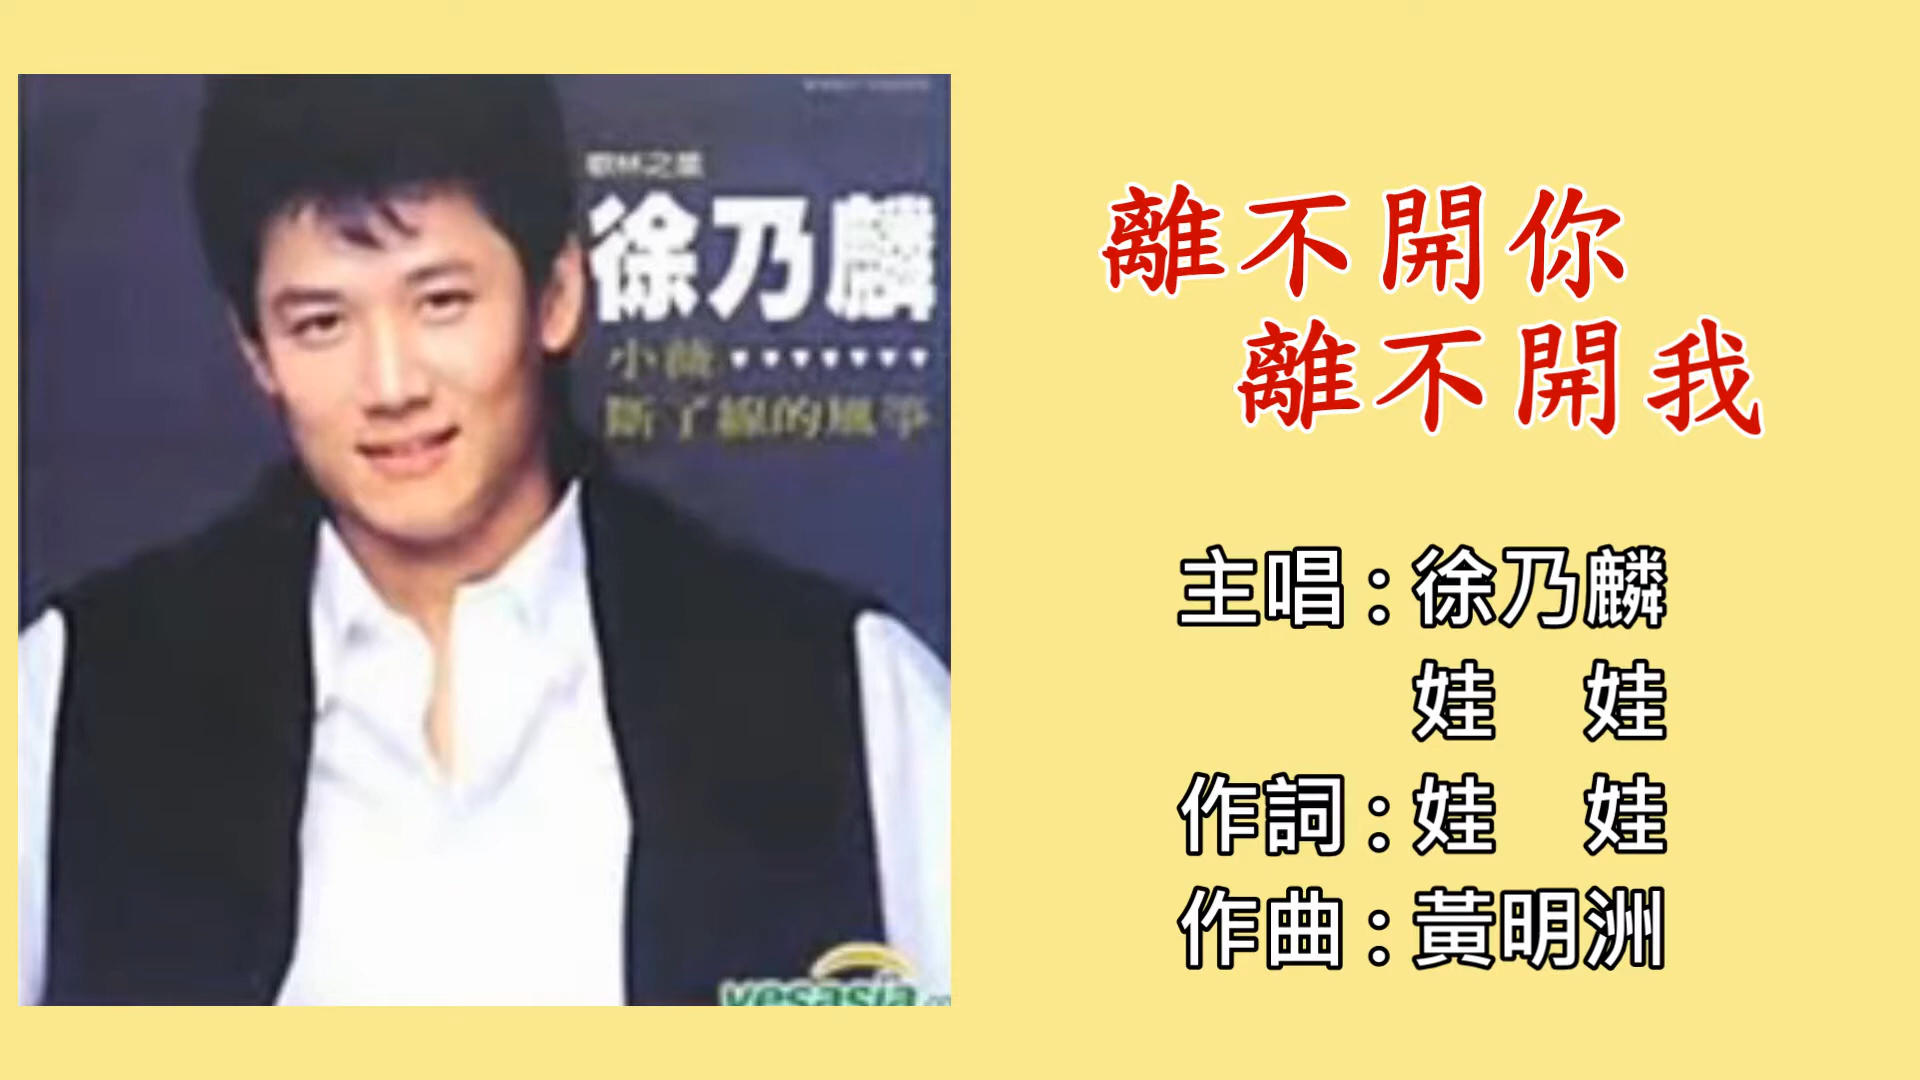 歌林之星
徐乃麟
小薇
斷了線的風箏
yesasia
離不開你
離不開我
主唱：徐乃麟
娃　娃
作詞：娃　娃
作曲：黃明洲